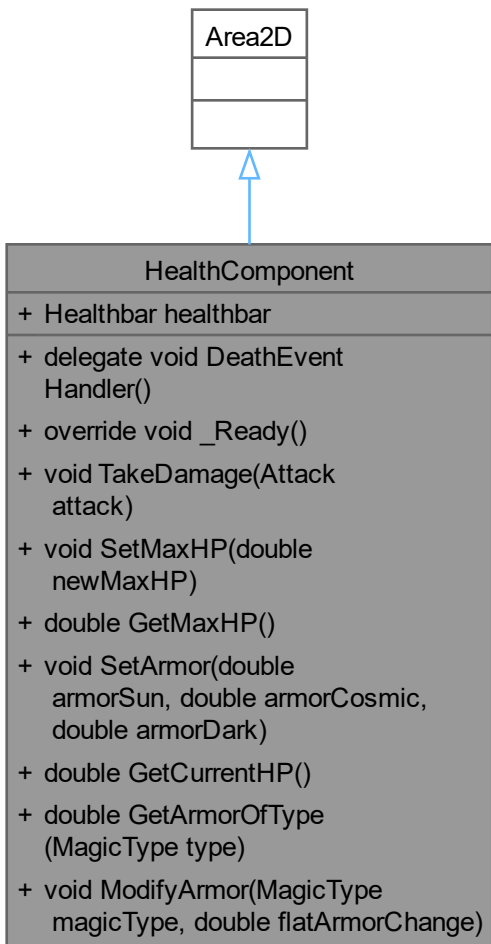 Area2D
HealthComponent
+ Healthbar healthbar
+ delegate void DeathEvent
Handler()
+ override void _Ready()
+ void TakeDamage(Attack
attack)
+ void SetMaxHP(double
newMaxHP)
+ double GetMaxHP()
+ void SetArmor(double
armorSun, double armorCosmic,
double armorDark)
+ double GetCurrentHP()
+ double GetArmorOfType
(MagicType type)
+ void ModifyArmor(MagicType
magicType, double flatArmorChange)